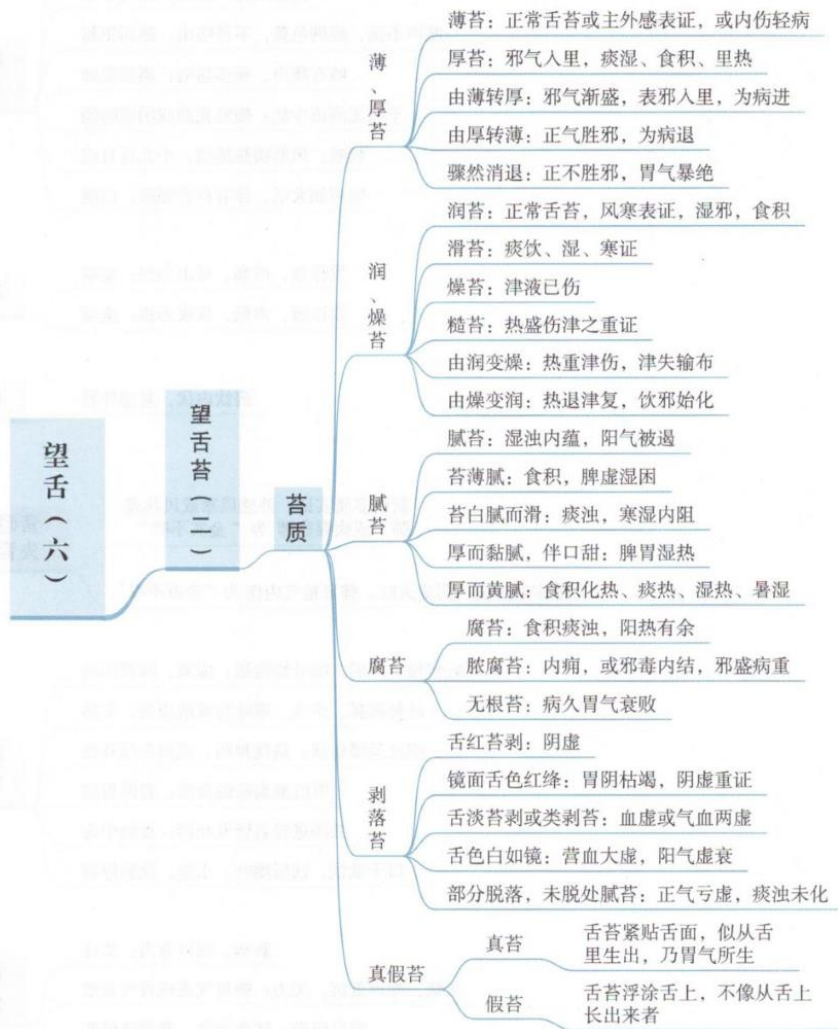 望舌（六）
望舌苔（一）
苔质
薄、厚苔
薄苔：正常舌苔或主外感表证，或内伤轻病
厚苔：邪气入里，痰湿、食积、里热
由薄转厚：邪气渐盛，表邪入里，为病进
由厚转薄：正气胜邪，为病退
骤然消退：正不胜邪，胃气暴绝
润、燥苔
润苔：正常舌苔，风寒表证，湿邪，食积
滑苔：痰饮、湿、寒证
燥苔：津液已伤
糙苔：热盛伤津之重证
由润变燥：热重津伤，津失输布
由燥变润：热退津复，饮邪始化
腻苔
腻苔：湿浊内蕴，阳气被遏
苔薄腻：食积，脾虚湿困
苔白腻而滑：痰浊，寒湿内阻
厚而黏腻，伴口甜：脾胃湿热
厚而黄腻：食积化热、痰热、湿热、暑湿
腐苔
腐苔：食积痰浊，阳热有余
脓腐苔：内痈，或邪毒内结，邪盛病重
无根苔：病久胃气衰败
剥落苔
舌红苔剥：阴虚
镜面舌色红绛：胃阴枯竭，阴虚重证
舌淡苔剥或类剥苔：血虚或气血两虚
舌色白如镜：营血大虚，阳气虚衰
部分脱落，未脱处腻苔：正气亏虚，痰浊未化
真假苔
真苔
舌苔紧贴舌面，似从舌
里生出，乃胃气所生
假苔
舌苔浮涂舌上，不像从舌上
长出来者